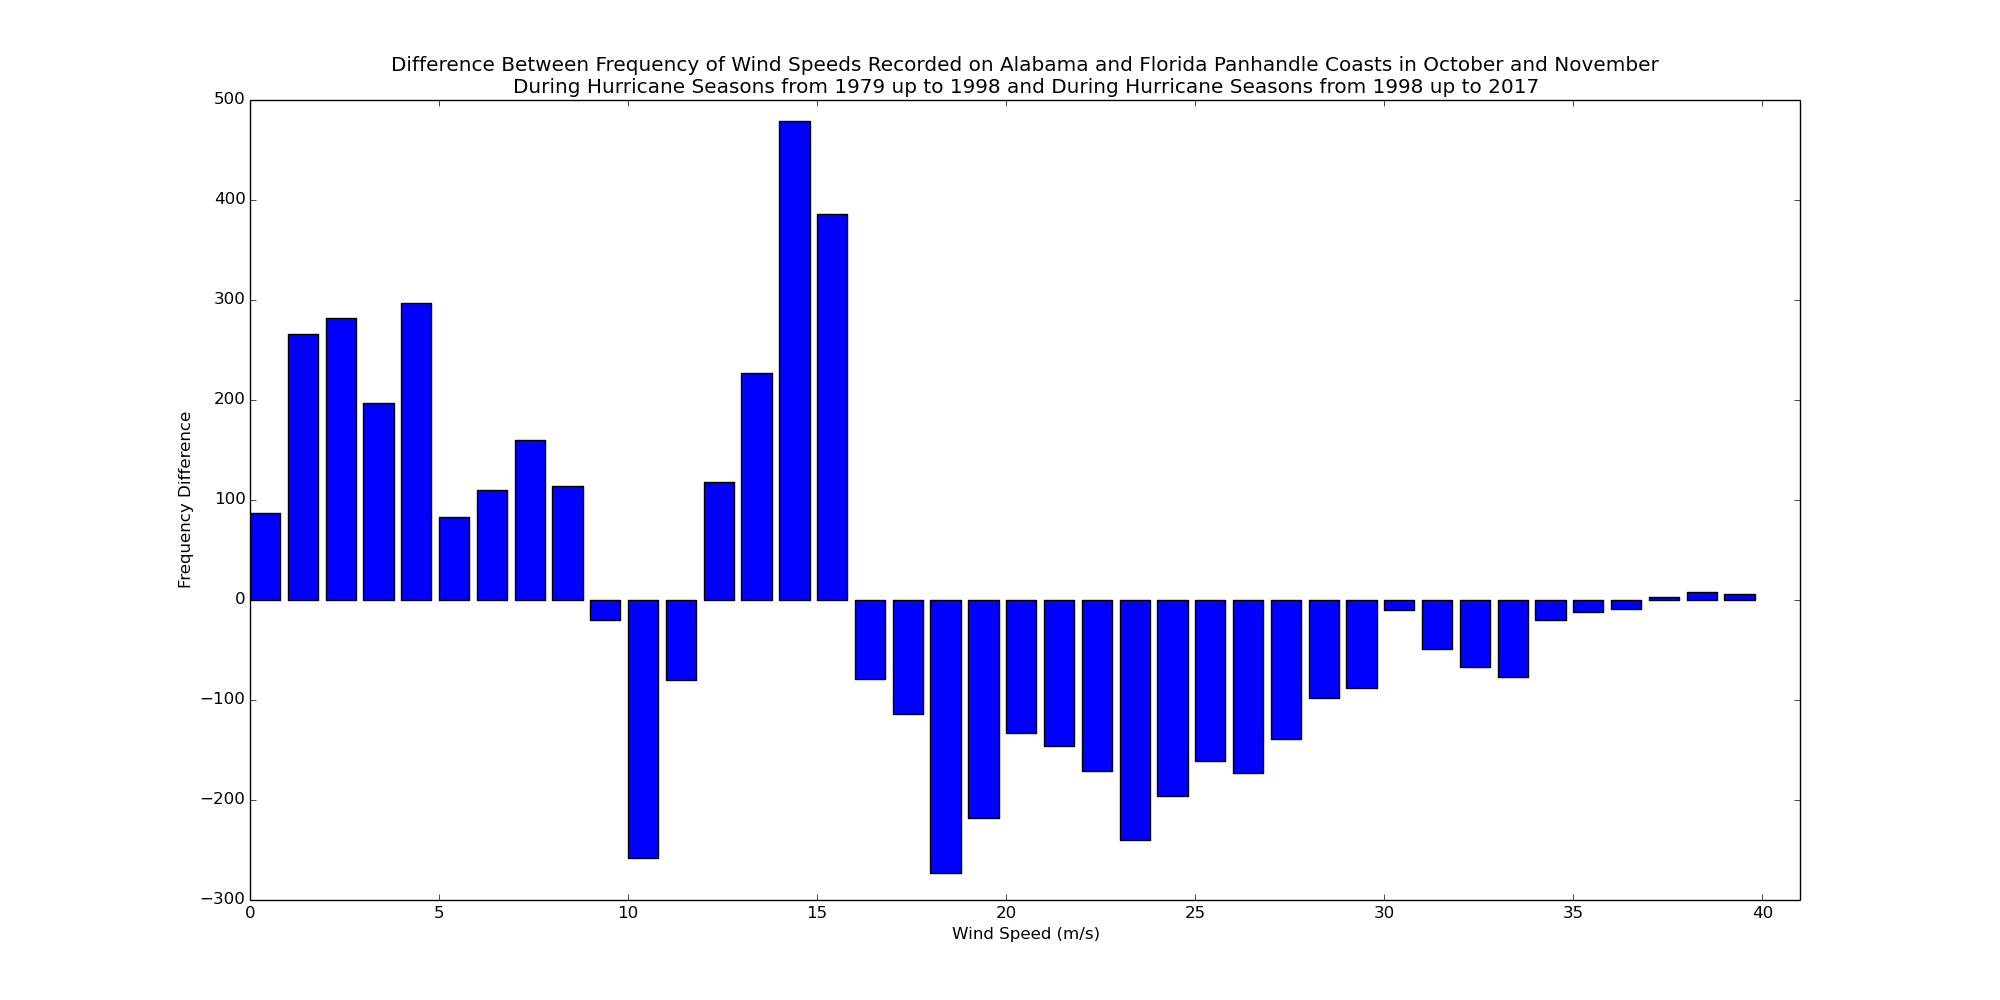 Difference Between Frequency of Wind Speeds Recorded on Alabama and Florida Panhandle Coasts in October and November
During Hurricane Seasons from 1979 up to 1998 and During Hurricane Seasons from 1998 up to 2017
500
400
300
200
100
0
−100
−200
−300
Frequency Difference
0 5 10 15 20 25 30 35 40
Wind Speed (m/s)